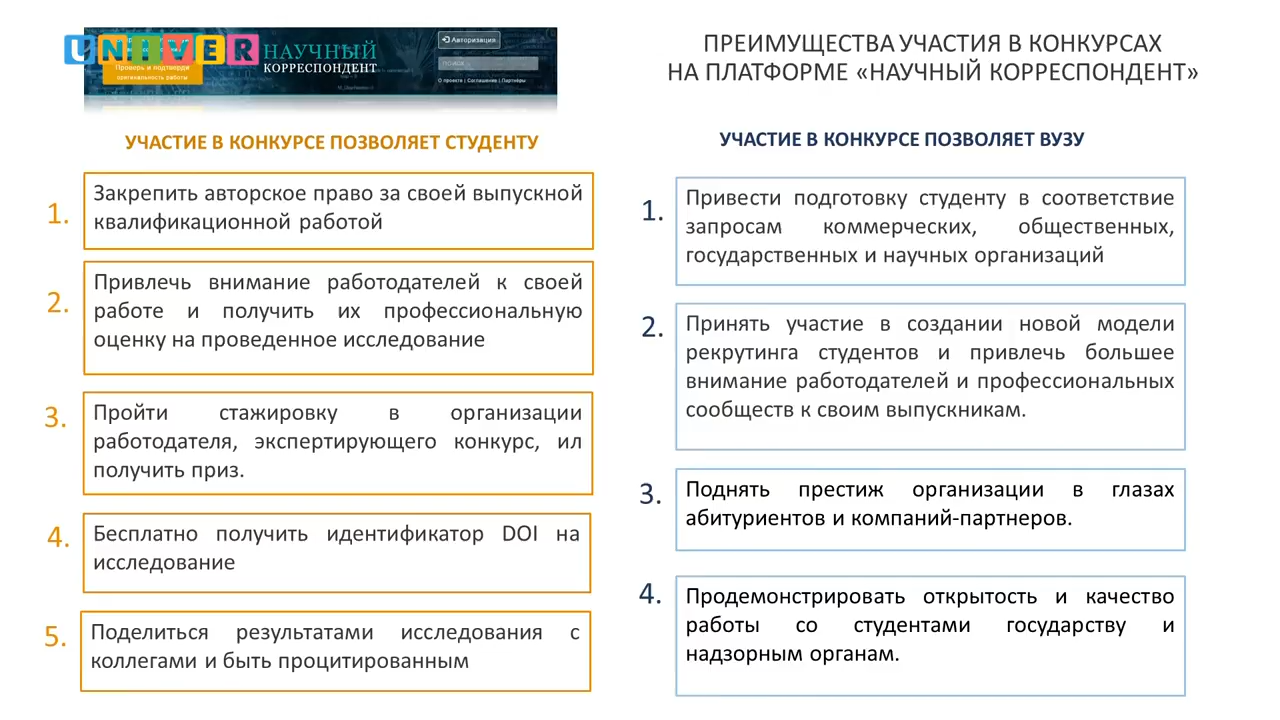 UNIVER
НАУЧНЫЙ
КОРРЕСПОНДЕНТ
Проверь и подтверди
оригинальность работы
Авторизация
ПОИСК
О проекте | Соглашение | Партнёры
ПРЕИМУЩЕСТВА УЧАСТИЯ В КОНКУРСАХ
НА ПЛАТФОРМЕ «НАУЧНЫЙ КОРРЕСПОНДЕНТ»
УЧАСТИЕ В КОНКУРСЕ ПОЗВОЛЯЕТ СТУДЕНТУ
1. Закрепить авторское право за своей выпускной
квалификационной работой
2. Привлечь внимание работодателей к своей
работе и получить их профессиональную
оценку на проведенное исследование
3. Пройти стажировку в организации
работодателя, экспертирующего конкурс, ил
получить приз.
4. Бесплатно получить идентификатор DOI на
исследование
5. Поделиться результатами исследования с
коллегами и быть процитированным
УЧАСТИЕ В КОНКУРСЕ ПОЗВОЛЯЕТ ВУЗУ
1. Привести подготовку студенту в соответствие
запросам коммерческих, общественных,
государственных и научных организаций
2. Принять участие в создании новой модели
рекрутинга студентов и привлечь большее
внимание работодателей и профессиональных
сообществ к своим выпускникам.
3. Поднять престиж организации в глазах
абитуриентов и компаний-партнеров.
4. Продемонстрировать открытость и качество
работы со студентами государству и
надзорным органам.